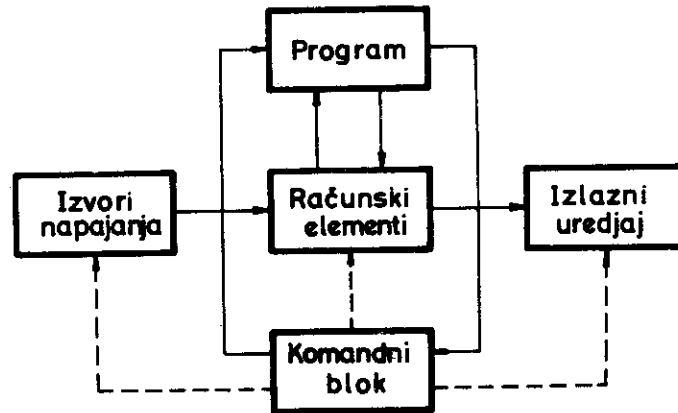 Program
Izvori
napajanja
Računski
elementi
Izlazni
uredjaj
Komandni
blok